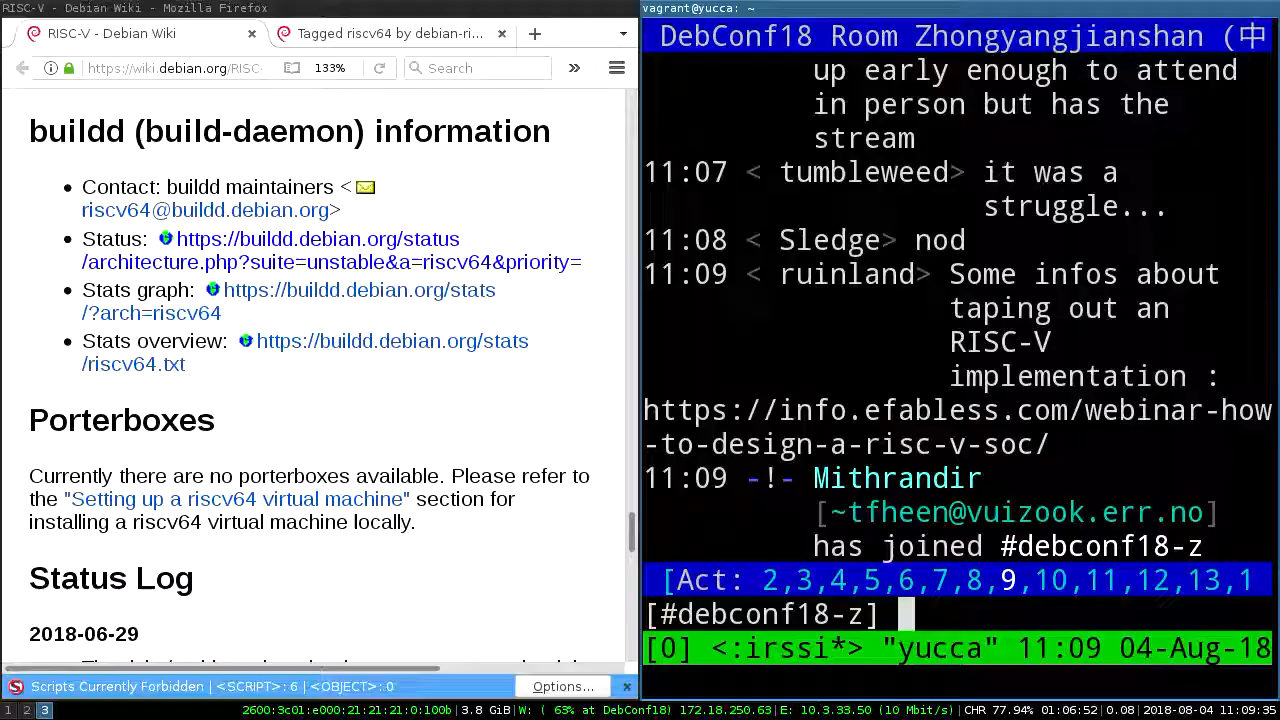 RISC-V - Debian Wiki - Mozilla Firefox
RISC-V - Debian Wiki
Tagged riscv64 by debian-ri...
https://wiki.debian.org/RISC-
133%
Search
buildd (build-daemon) information
Contact: buildd maintainers <
riscv64@buildd.debian.org>
Status: https://buildd.debian.org/status
/architecture.php?suite=unstable&a=riscv64&priority=
Stats graph: https://buildd.debian.org/stats
/?arch=riscv64
Stats overview: https://buildd.debian.org/stats
/riscv64.txt
Porterboxes
Currently there are no porterboxes available. Please refer to
the "Setting up a riscv64 virtual machine" section for
installing a riscv64 virtual machine locally.
Status Log
2018-06-29
Scripts Currently Forbidden | <SCRIPT>: 6 | <OBJECT>: 0
Options...
vagrant@yucca: ~
DebConf18 Room Zhongyangjianshan (中
up early enough to attend
in person but has the
stream
11:07 < tumbleweed> it was a
struggle...
11:08 < Sledge> nod
11:09 < ruinland> Some infos about
taping out an
RISC-V
implementation :
https://info.efabless.com/webinar-how
-to-design-a-risc-v-soc/
11:09 -!- Mithrandir
[~tfheen@vuizook.err.no]
has joined #debconf18-z
[Act: 2,3,4,5,6,7,8,9,10,11,12,13,1
[#debconf18-z]
[0] <:irssi*> "yucca" 11:09 04-Aug-18
1 2 3
2600:3c01:e000:21:21:21:0:100b|3.8 GiB|W: ( 63% at DebConf18) 172.18.250.63|E: 10.3.33.50 (10 Mbit/s)|CHR 77.94% 01:06:52|0.08|2018-08-04 11:09:35